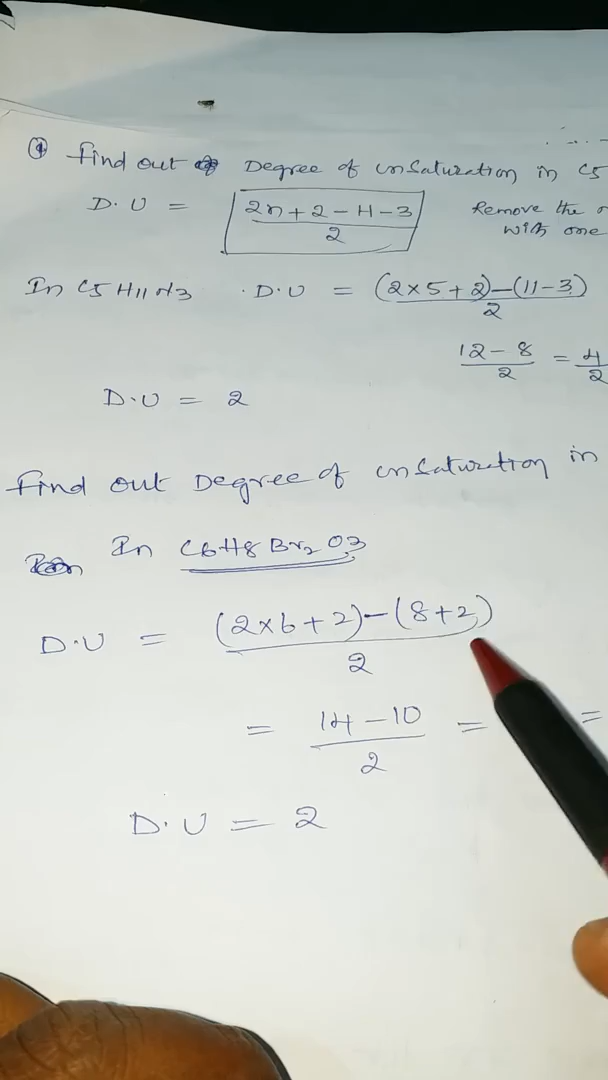 Find out Degree of unsaturation in C5
D.U = 2n+2-H-3 / 2 Remove the
with one
In C5H11N3 D.U = (2×5+2)-(11-3) / 2
12-8 / 2 = 4 / 2
D.U = 2
Find out Degree of unsaturation in
In C6H8Br2O3
D.U = (2×6+2)-(8+2) / 2
= 14-10 / 2 = =
D.U = 2